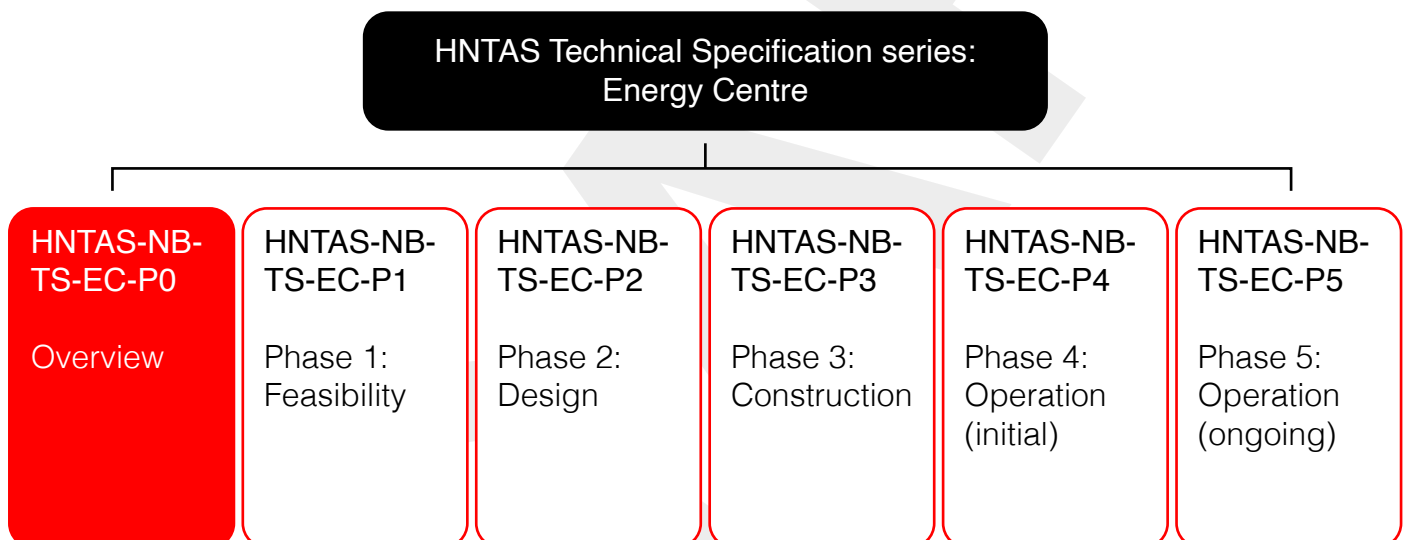 HNTAS Technical Specification series:
Energy Centre
HNTAS-NB-
TS-EC-P0
Overview
HNTAS-NB-
TS-EC-P1
Phase 1:
Feasibility
HNTAS-NB-
TS-EC-P2
Phase 2:
Design
HNTAS-NB-
TS-EC-P3
Phase 3:
Construction
HNTAS-NB-
TS-EC-P4
Phase 4:
Operation
(initial)
HNTAS-NB-
TS-EC-P5
Phase 5:
Operation
(ongoing)